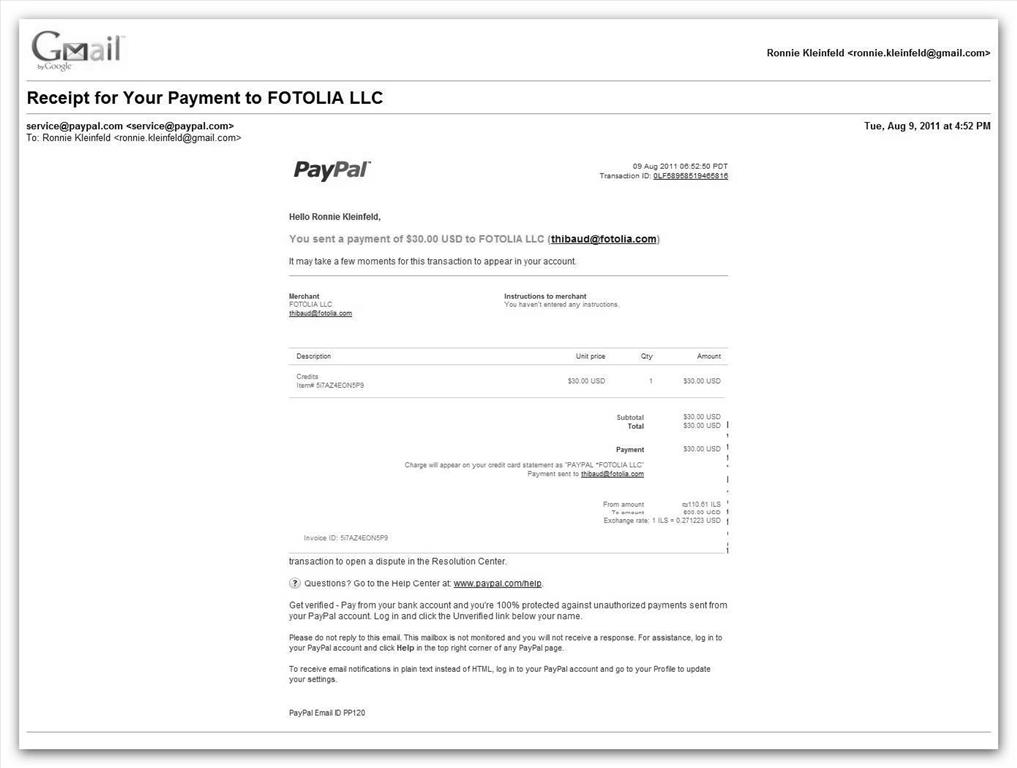 Gmail™
by Google
Ronnie Kleinfeld <ronnie.kleinfeld@gmail.com>
Receipt for Your Payment to FOTOLIA LLC
service@paypal.com <service@paypal.com>
Tue, Aug 9, 2011 at 4:52 PM
To: Ronnie Kleinfeld <ronnie.kleinfeld@gmail.com>
PayPal™
09 Aug 2011 06:52:50 PDT
Transaction ID: 0LF58958519465816
Hello Ronnie Kleinfeld,
You sent a payment of $30.00 USD to FOTOLIA LLC (thibaud@fotolia.com)
It may take a few moments for this transaction to appear in your account.
Merchant
Instructions to merchant
FOTOLIA LLC
You haven't entered any instructions.
thibaud@fotolia.com
Description Unit price Qty Amount
Credits
Item# 5i7AZ4EON5P9
$30.00 USD 1 $30.00 USD
Subtotal $30.00 USD
Total $30.00 USD
Payment $30.00 USD
Charge will appear on your credit card statement as "PAYPAL *FOTOLIA LLC"
Payment sent to thibaud@fotolia.com
From amount ₪110.61 ILS
To amount
Exchange rate: 1 ILS = 0.271223 USD
Invoice ID: 5i7AZ4EON5P9
transaction to open a dispute in the Resolution Center.
? Questions? Go to the Help Center at: www.paypal.com/help.
Get verified - Pay from your bank account and you're 100% protected against unauthorized payments sent from
your PayPal account. Log in and click the Unverified link below your name.
Please do not reply to this email. This mailbox is not monitored and you will not receive a response. For assistance, log in to
your PayPal account and click Help in the top right corner of any PayPal page.
To receive email notifications in plain text instead of HTML, log in to your PayPal account and go to your Profile to update
your settings.
PayPal Email ID PP120